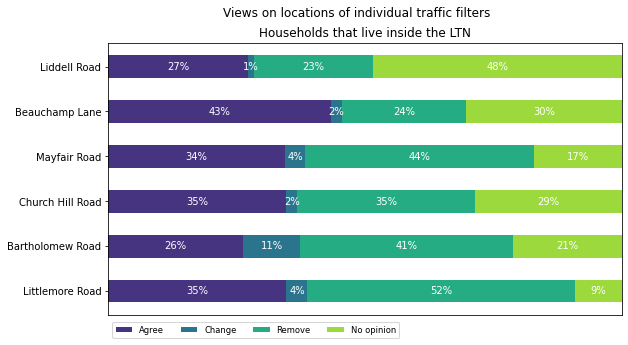 Views on locations of individual traffic filters
Households that live inside the LTN
Liddell Road 27% 1% 23% 48%
Beauchamp Lane 43% 2% 24% 30%
Mayfair Road 34% 4% 44% 17%
Church Hill Road 35% 2% 35% 29%
Bartholomew Road 26% 11% 41% 21%
Littlemore Road 35% 4% 52% 9%
Agree Change Remove No opinion